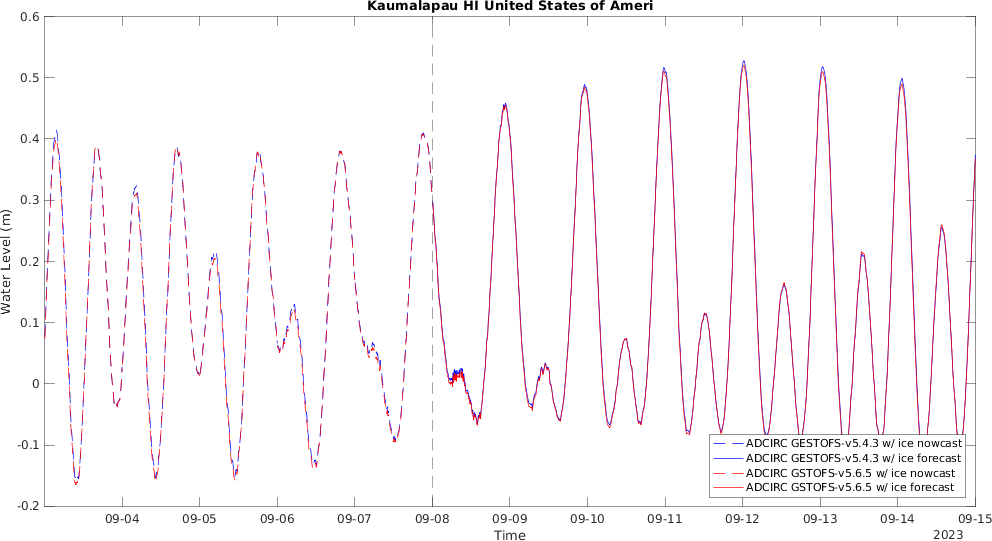 Kaumalapau HI United States of Ameri
0.6
0.5
0.4
0.3
0.2
0.1
0
-0.1
-0.2
Water Level (m)
ADCIRC GESTOFS-v5.4.3 w/ ice nowcast
ADCIRC GESTOFS-v5.4.3 w/ ice forecast
ADCIRC GSTOFS-v5.6.5 w/ ice nowcast
ADCIRC GSTOFS-v5.6.5 w/ ice forecast
09-04 09-05 09-06 09-07 09-08 09-09 09-10 09-11 09-12 09-13 09-14 09-15
Time
2023